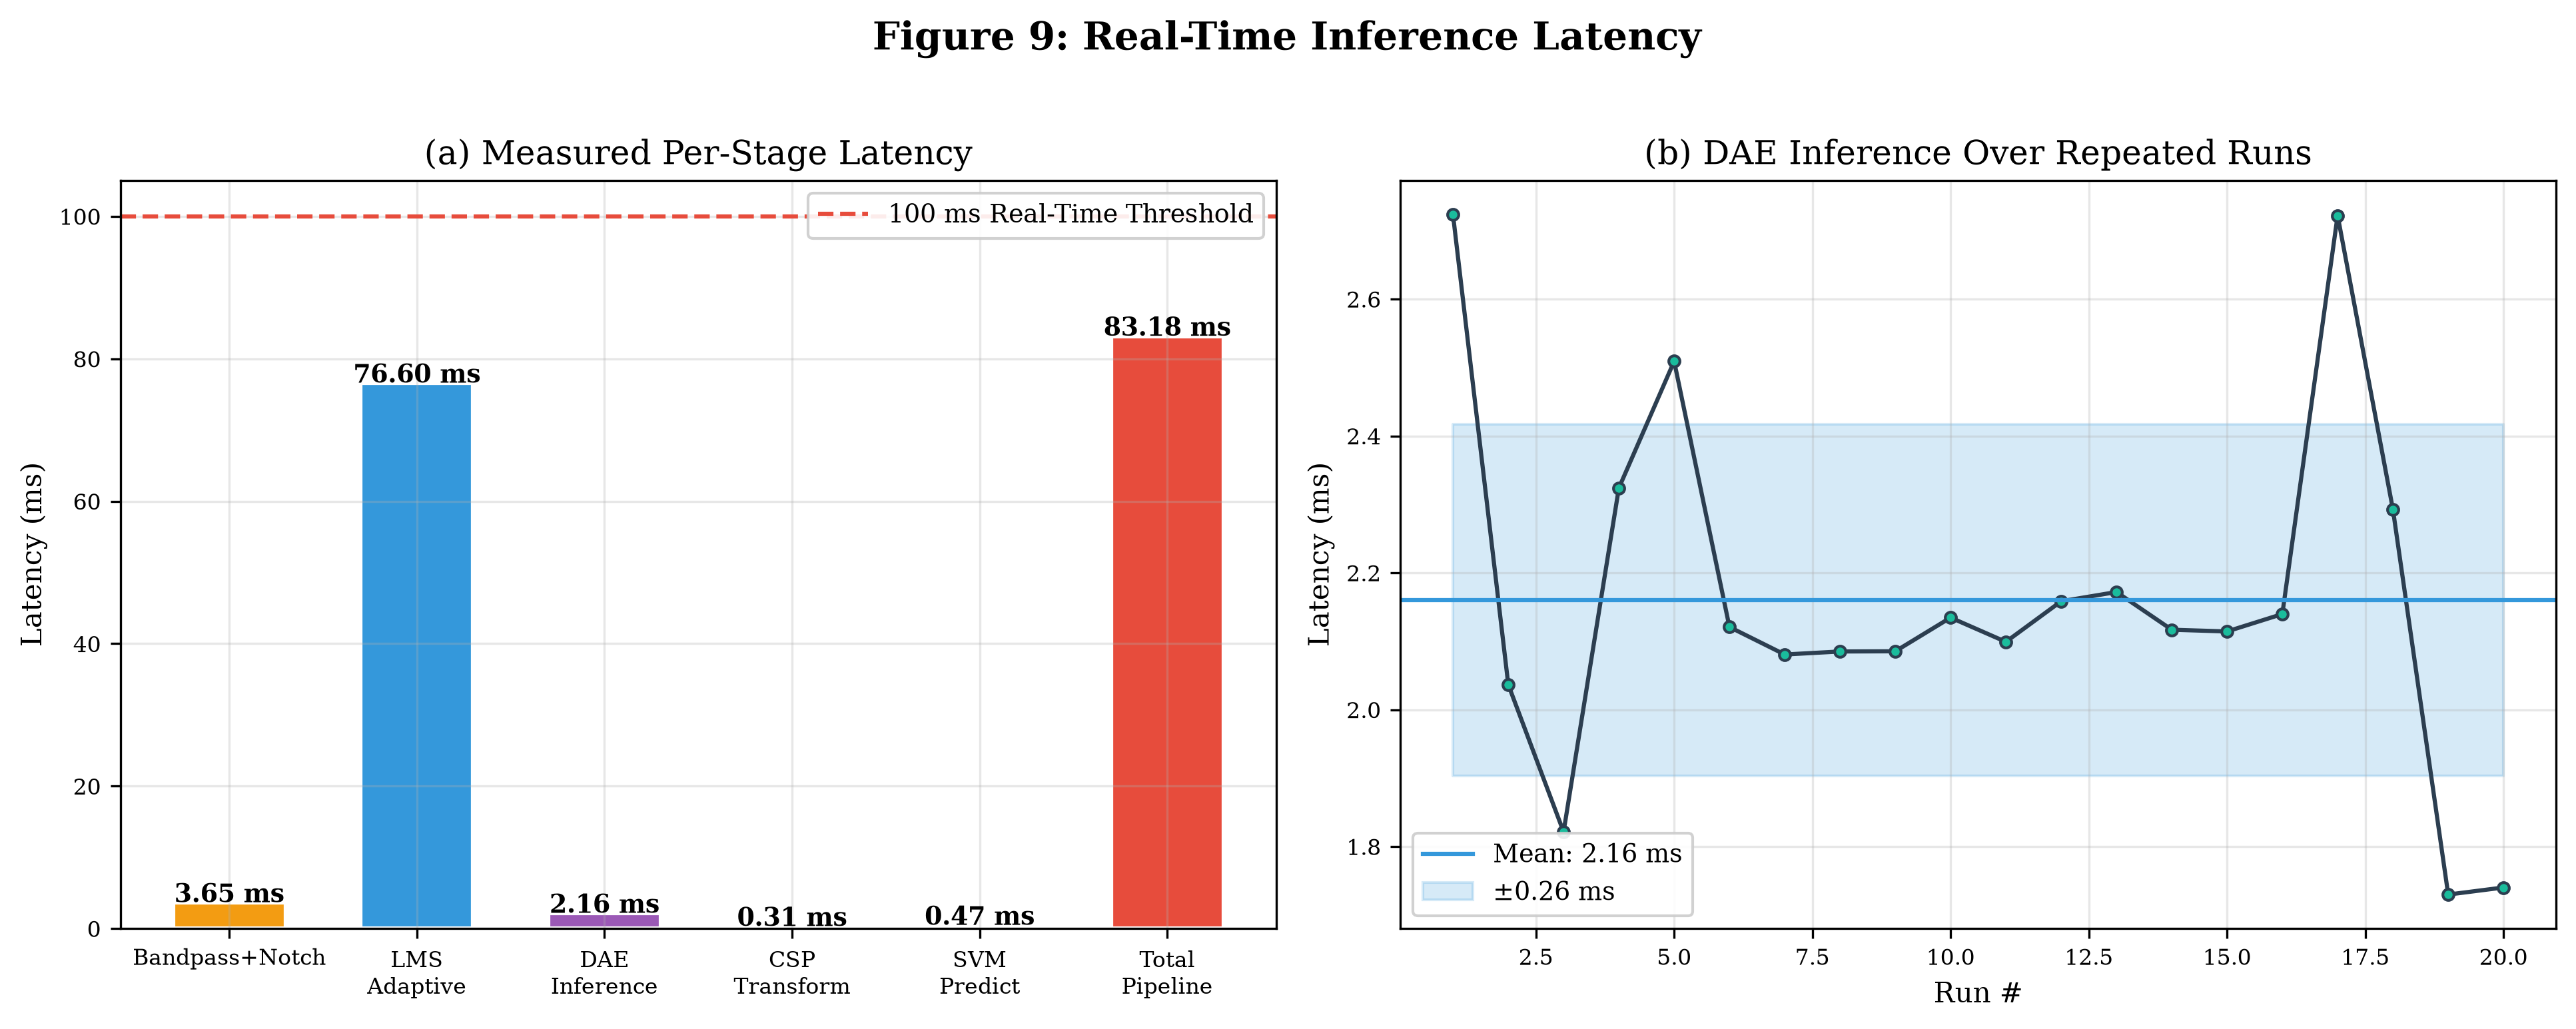 Figure 9: Real-Time Inference Latency
(a) Measured Per-Stage Latency
Latency (ms)
100
80
60
40
20
0
100 ms Real-Time Threshold
3.65 ms
76.60 ms
2.16 ms
0.31 ms
0.47 ms
83.18 ms
Bandpass+Notch
LMS
Adaptive
DAE
Inference
CSP
Transform
SVM
Predict
Total
Pipeline
(b) DAE Inference Over Repeated Runs
Latency (ms)
2.6
2.4
2.2
2.0
1.8
Mean: 2.16 ms
±0.26 ms
2.5
5.0
7.5
10.0
12.5
15.0
17.5
20.0
Run #